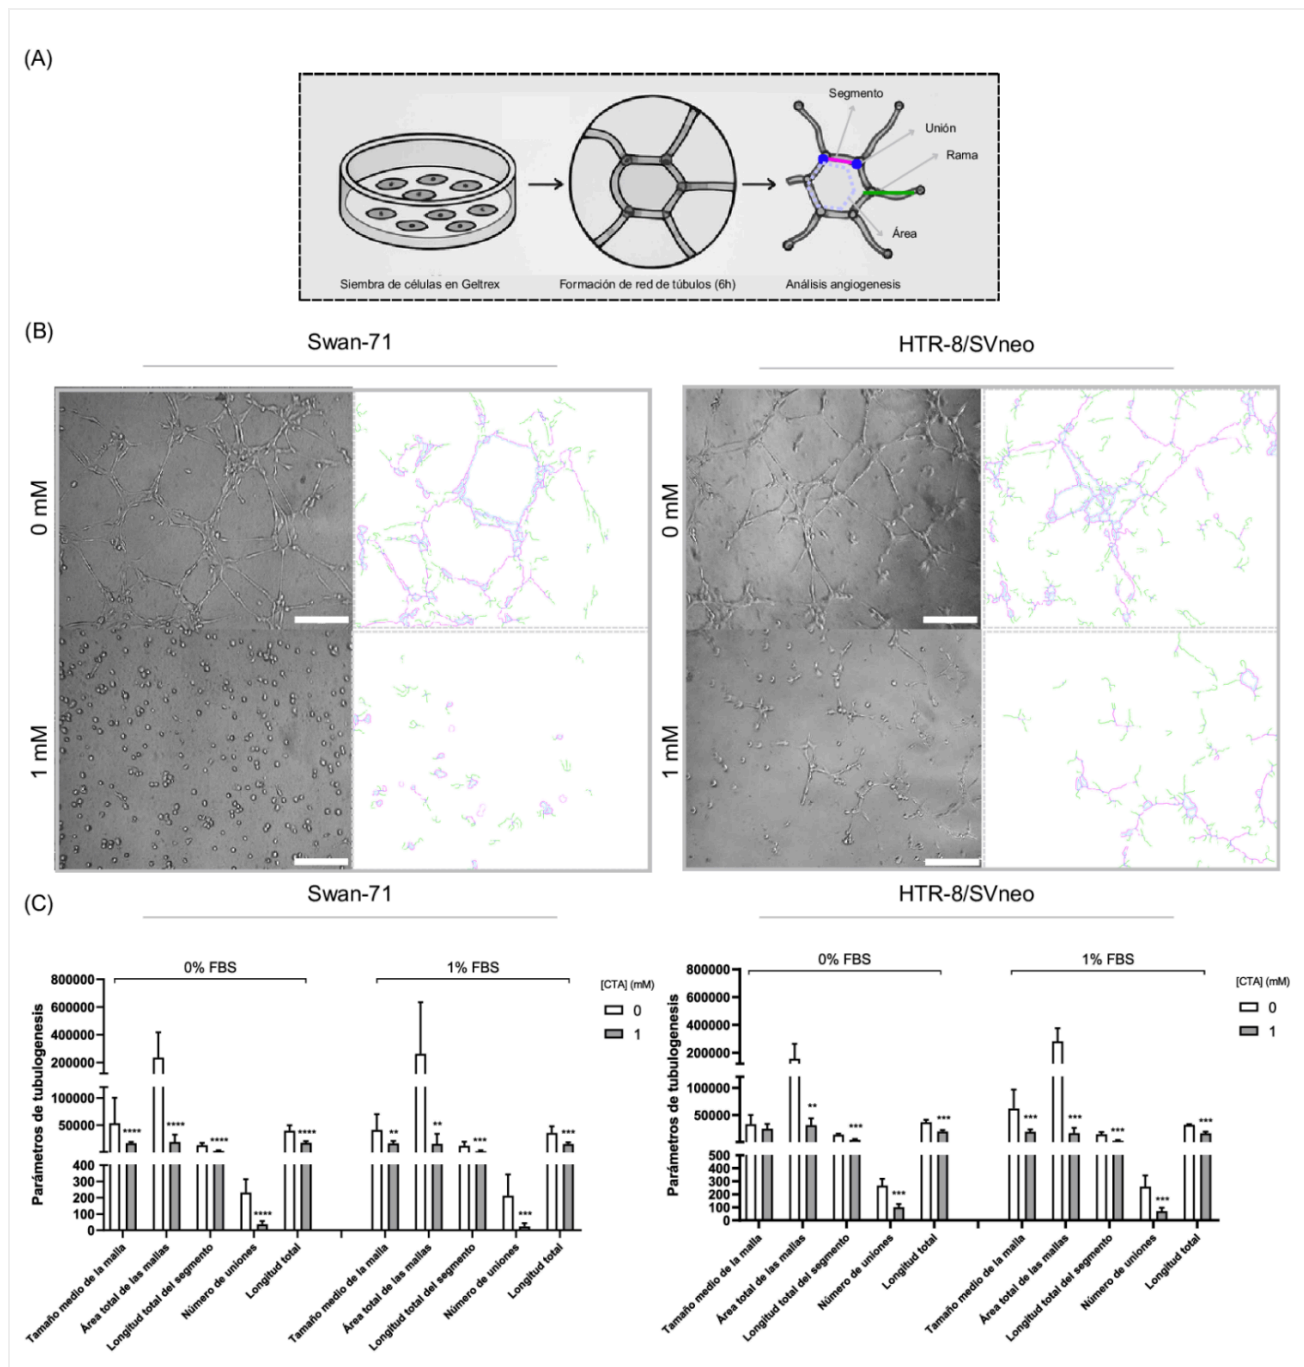 (A)
Segmento
Unión
Rama
Área
Siembra de células en Geltrex
Formación de red de túbulos (6h)
Análisis angiogenesis
(B)
Swan-71
HTR-8/SVneo
0 mM
1 mM
0 mM
1 mM
(C)
Swan-71
HTR-8/SVneo
0% FBS
1% FBS
Parámetros de tubulogenesis
800000
600000
400000
200000
100000
50000
400
300
200
100
0
****
****
****
****
****
**
**
***
***
***
[CTA] (mM)
0
1
Tamaño medio de la malla
Área total de las mallas
Longitud total del segmento
Número de uniones
Longitud total
Tamaño medio de la malla
Área total de las mallas
Longitud total del segmento
Número de uniones
Longitud total
0% FBS
1% FBS
Parámetros de tubulogenesis
800000
600000
400000
200000
100000
50000
500
400
300
200
100
0
**
***
***
***
***
***
***
***
***
[CTA] (mM)
0
1
Tamaño medio de la malla
Área total de las mallas
Longitud total del segmento
Número de uniones
Longitud total
Tamaño medio de la malla
Área total de las mallas
Longitud total del segmento
Número de uniones
Longitud total